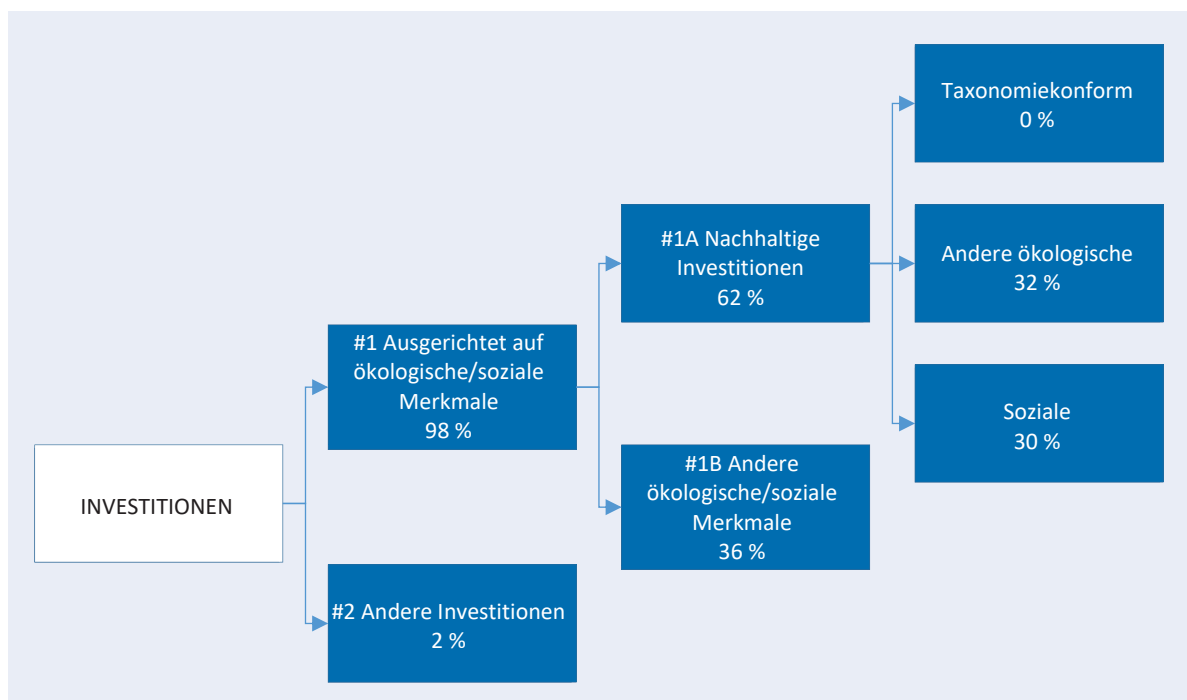 INVESTITIONEN
#1 Ausgerichtet auf
ökologische/soziale
Merkmale
98 %
#2 Andere Investitionen
2 %
#1A Nachhaltige
Investitionen
62 %
#1B Andere
ökologische/soziale
Merkmale
36 %
Taxonomiekonform
0 %
Andere ökologische
32 %
Soziale
30 %